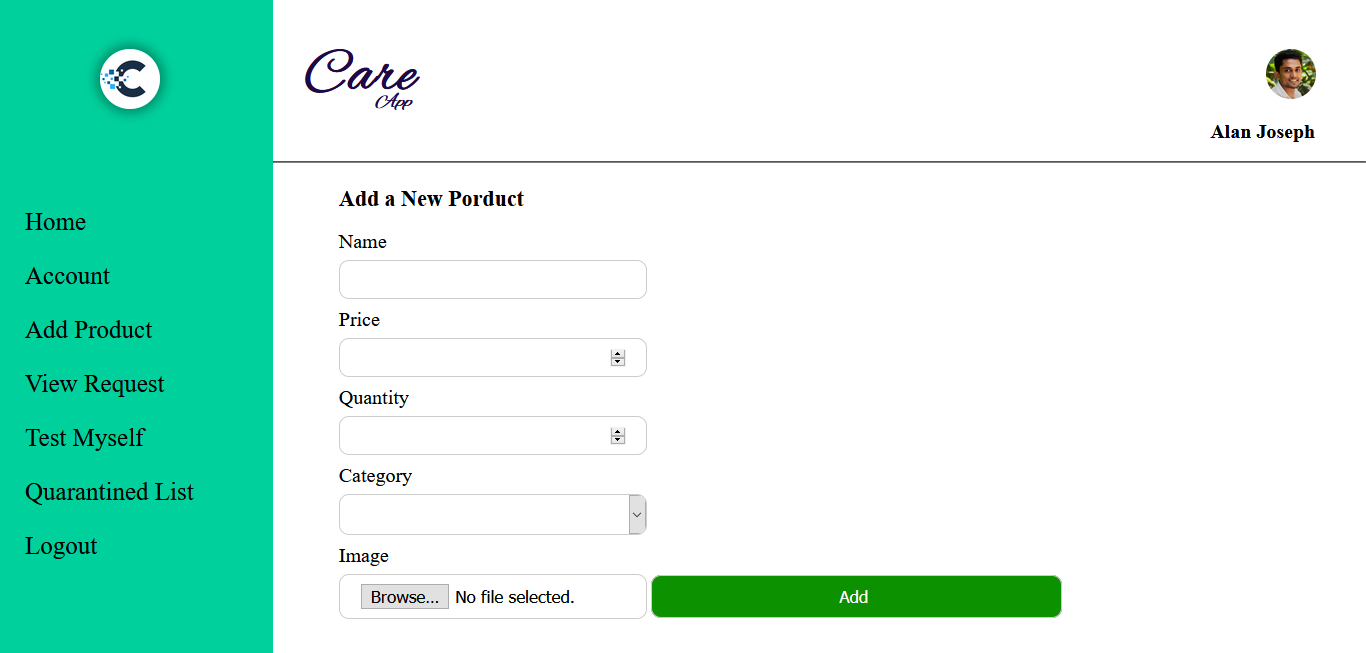 Care
App
Alan Joseph
Home
Account
Add Product
View Request
Test Myself
Quarantined List
Logout
Add a New Porduct
Name
Price
Quantity
Category
Image
Browse... No file selected.
Add